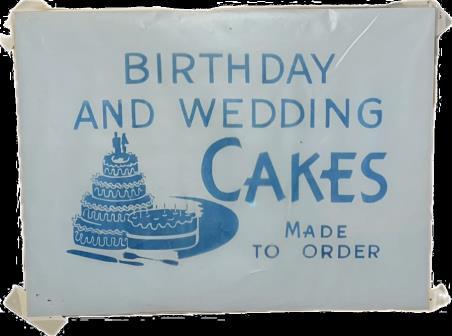 BIRTHDAY
AND WEDDING
CAKES
MADE
TO ORDER